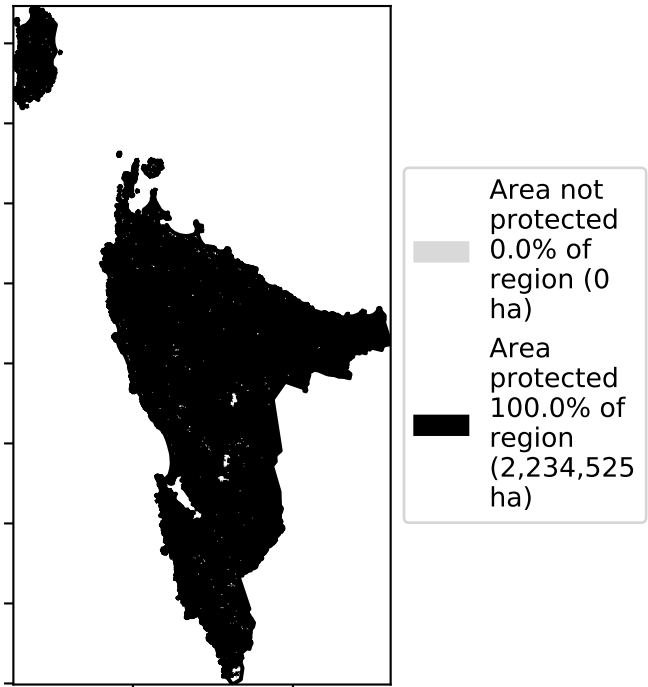 Area not
protected
0.0% of
region (0
ha)
Area
protected
100.0% of
region
(2,234,525
ha)